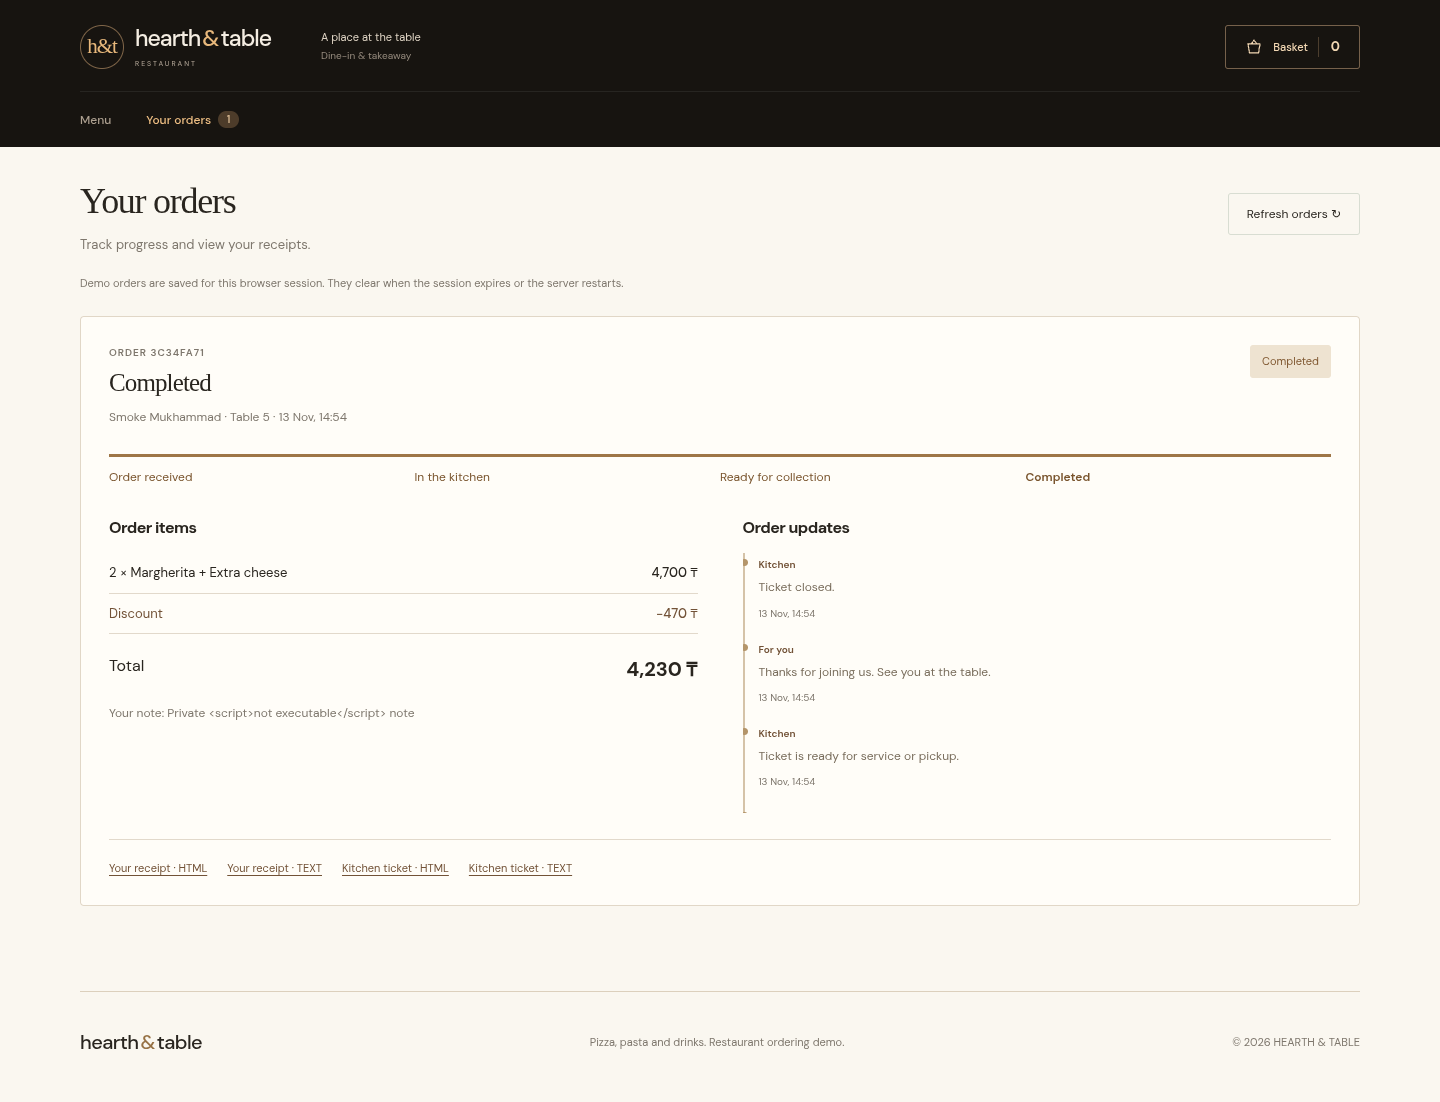 h&t
hearth&table
RESTAURANT
A place at the table
Dine-in & takeaway
Basket 0
Menu
Your orders 1
Your orders
Refresh orders ↻
Track progress and view your receipts.
Demo orders are saved for this browser session. They clear when the session expires or the server restarts.
ORDER 3C34FA71
Completed
Completed
Smoke Mukhammad · Table 5 · 13 Nov, 14:54
Order received
In the kitchen
Ready for collection
Completed
Order items
2 × Margherita + Extra cheese 4,700 ₸
Discount -470 ₸
Total 4,230 ₸
Your note: Private <script>not executable</script> note
Order updates
Kitchen
Ticket closed.
13 Nov, 14:54
For you
Thanks for joining us. See you at the table.
13 Nov, 14:54
Kitchen
Ticket is ready for service or pickup.
13 Nov, 14:54
Your receipt · HTML
Your receipt · TEXT
Kitchen ticket · HTML
Kitchen ticket · TEXT
hearth&table
Pizza, pasta and drinks. Restaurant ordering demo.
© 2026 HEARTH & TABLE